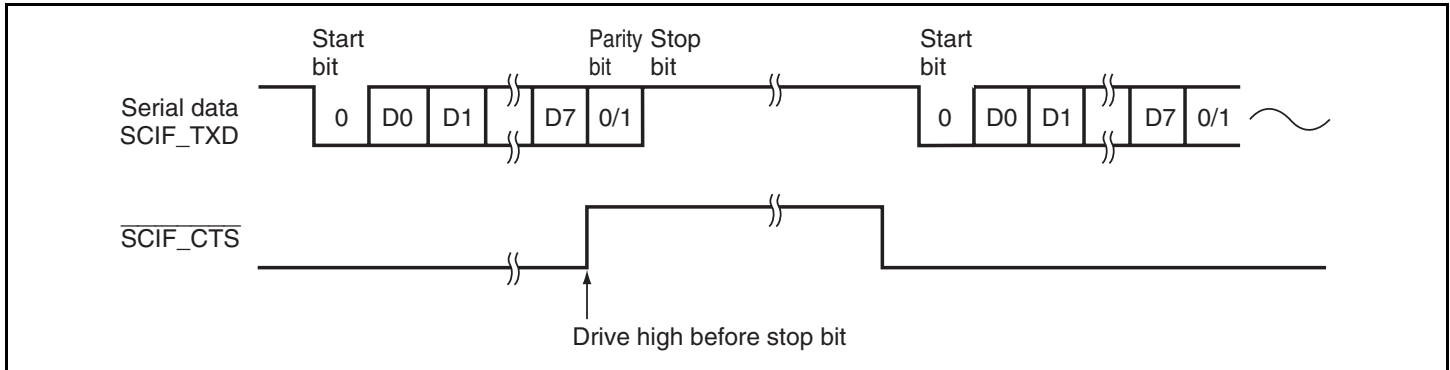 Start bit
Parity bit
Stop bit
Start bit
Serial data SCIF_TXD
0 D0 D1 D7 0/1 0 D0 D1 D7 0/1
SCIF_CTS
Drive high before stop bit